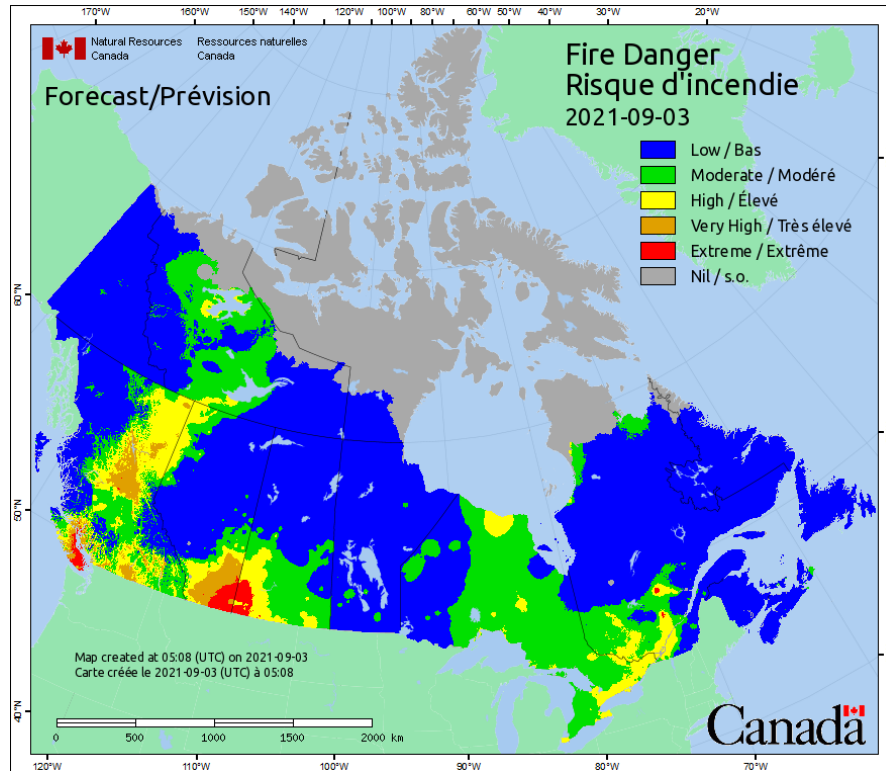 170°W 160°W 150°W 140°W 130°W 120°W 110°W 100°W 90°W 80°W 70°W 60°W 50°W 40°W 30°W 20°W
Natural Resources Canada
Ressources naturelles Canada
Forecast/Prévision
Fire Danger
Risque d'incendie
2021-09-03
Low / Bas
Moderate / Modéré
High / Élevé
Very High / Très élevé
Extreme / Extrême
Nil / s.o.
60°N
50°N
40°N
Map created at 05:08 (UTC) on 2021-09-03
Carte créée le 2021-09-03 (UTC) à 05:08
0 500 1000 1500 2000 km
Canada
120°W 110°W 100°W 90°W 80°W 70°W